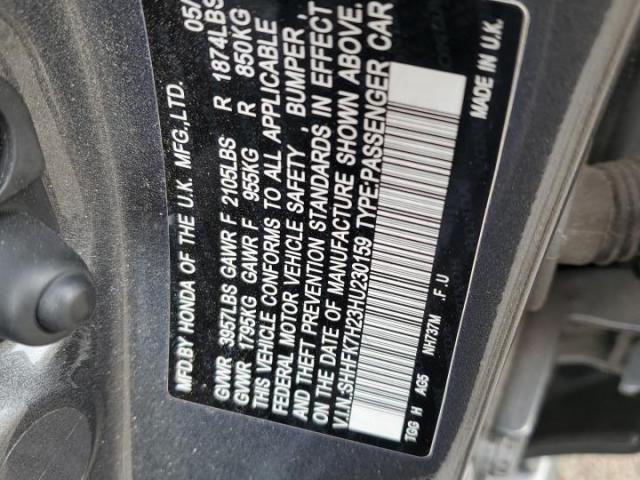 MFD.BY HONDA OF THE U.K. MFG.,LTD. 05/
GVWR 3957LBS GAWR F 2105LBS R 1874LBS
GVWR 1795KG GAWR F 955KG R 850KG
THIS VEHICLE CONFORMS TO ALL APPLICABLE
FEDERAL MOTOR VEHICLE SAFETY , BUMPER ,
AND THEFT PREVENTION STANDARDS IN EFFECT
ON THE DATE OF MANUFACTURE SHOWN ABOVE.
V.I.N.:SHHFK7H23HU230159 TYPE:PASSENGER CAR
TGG H AG5 NH737M .F .U MADE IN U.K.